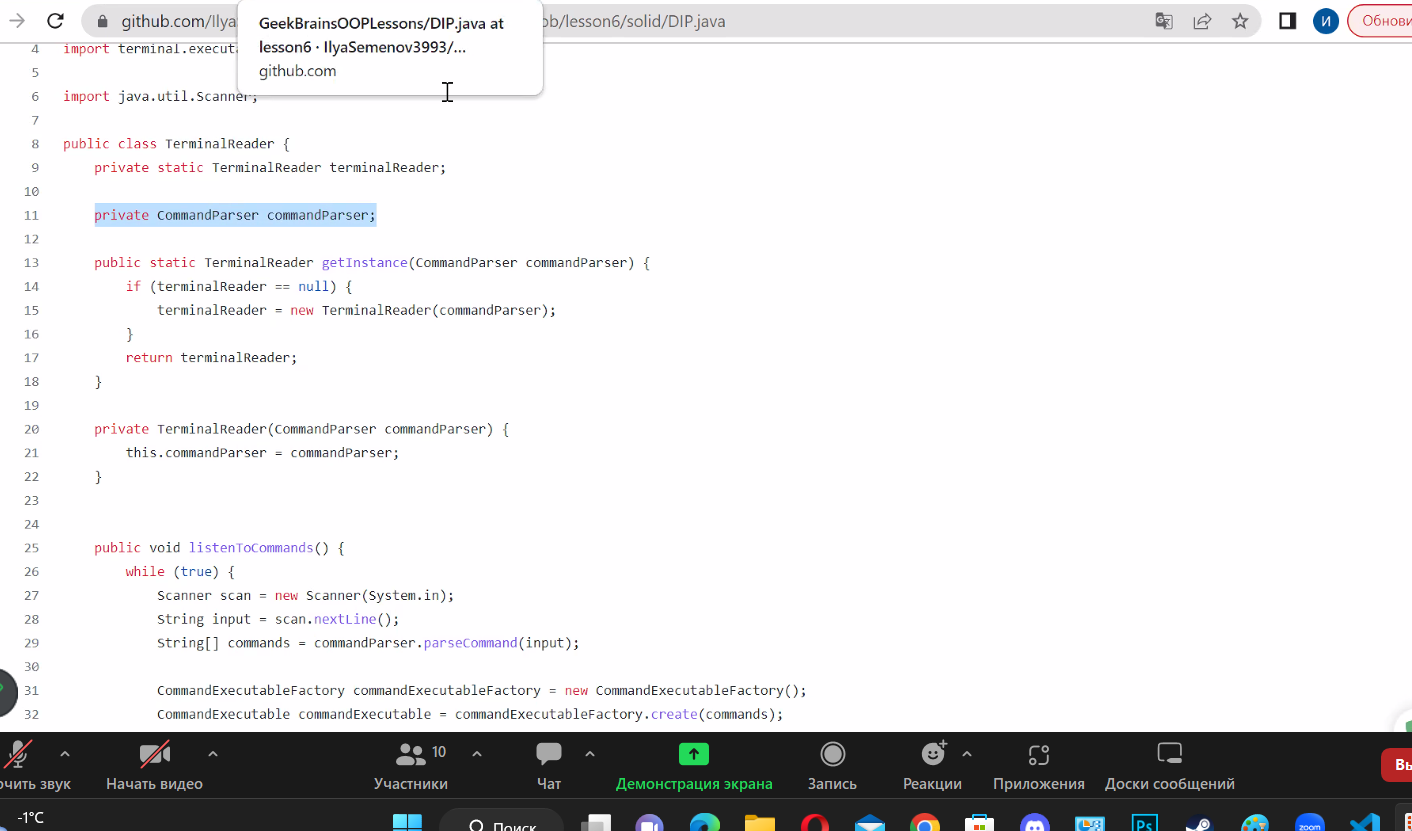 github.com/Ilya
ob/lesson6/solid/DIP.java
И
Обнови
GeekBrainsOOPLessons/DIP.java at
lesson6 · IlyaSemenov3993/...
github.com
4 import terminal.execut
5
6 import java.util.Scanner;
7
8 public class TerminalReader {
9 private static TerminalReader terminalReader;
10
11 private CommandParser commandParser;
12
13 public static TerminalReader getInstance(CommandParser commandParser) {
14 if (terminalReader == null) {
15 terminalReader = new TerminalReader(commandParser);
16 }
17 return terminalReader;
18 }
19
20 private TerminalReader(CommandParser commandParser) {
21 this.commandParser = commandParser;
22 }
23
24
25 public void listenToCommands() {
26 while (true) {
27 Scanner scan = new Scanner(System.in);
28 String input = scan.nextLine();
29 String[] commands = commandParser.parseCommand(input);
30
31 CommandExecutableFactory commandExecutableFactory = new CommandExecutableFactory();
32 CommandExecutable commandExecutable = commandExecutableFactory.create(commands);
10
Вы
чить звук Начать видео Участники Чат Демонстрация экрана Запись Реакции Приложения Доски сообщений
-1°C
Поиск
Ps
zoom